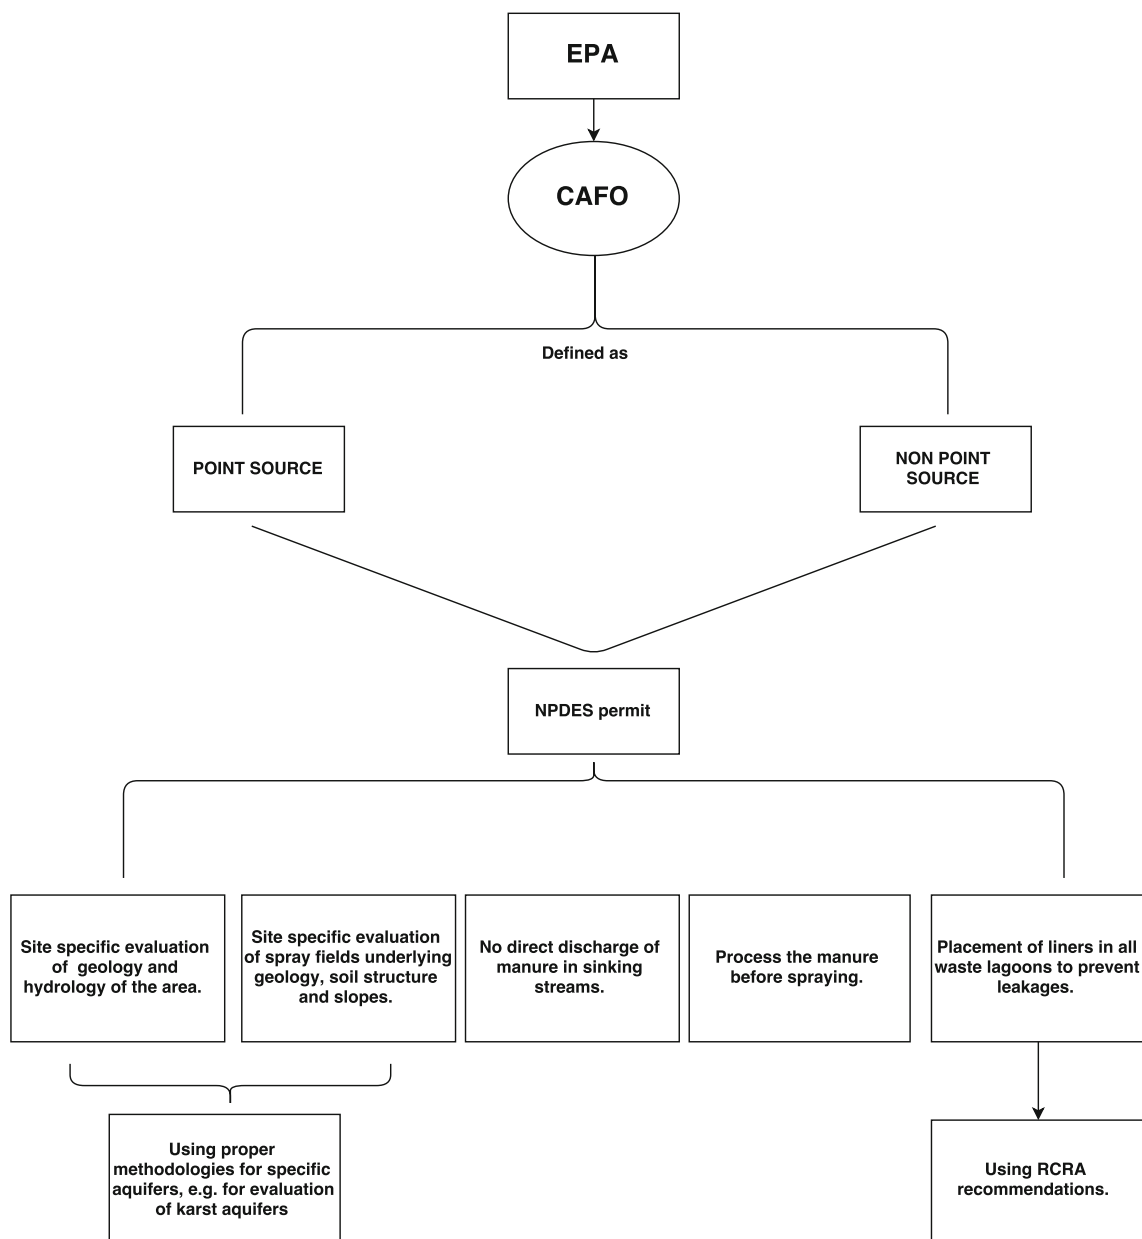 EPA
CAFO
Defined as
POINT SOURCE
NON POINT
SOURCE
NPDES permit
Site specific evaluation
of geology and
hydrology of the area.
Site specific evaluation
of spray fields underlying
geology, soil structure
and slopes.
No direct discharge of
manure in sinking
streams.
Process the manure
before spraying.
Placement of liners in all
waste lagoons to prevent
leakages.
Using proper
methodologies for specific
aquifers, e.g. for evaluation
of karst aquifers
Using RCRA
recommendations.